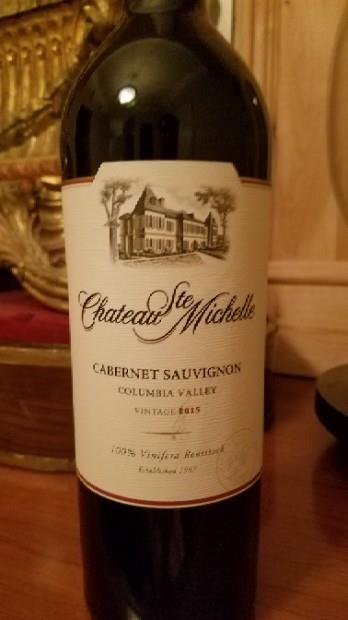 Chateau Ste Michelle
CABERNET SAUVIGNON
COLUMBIA VALLEY
VINTAGE 2015
100% Vinifera Rootstock
Established 1967